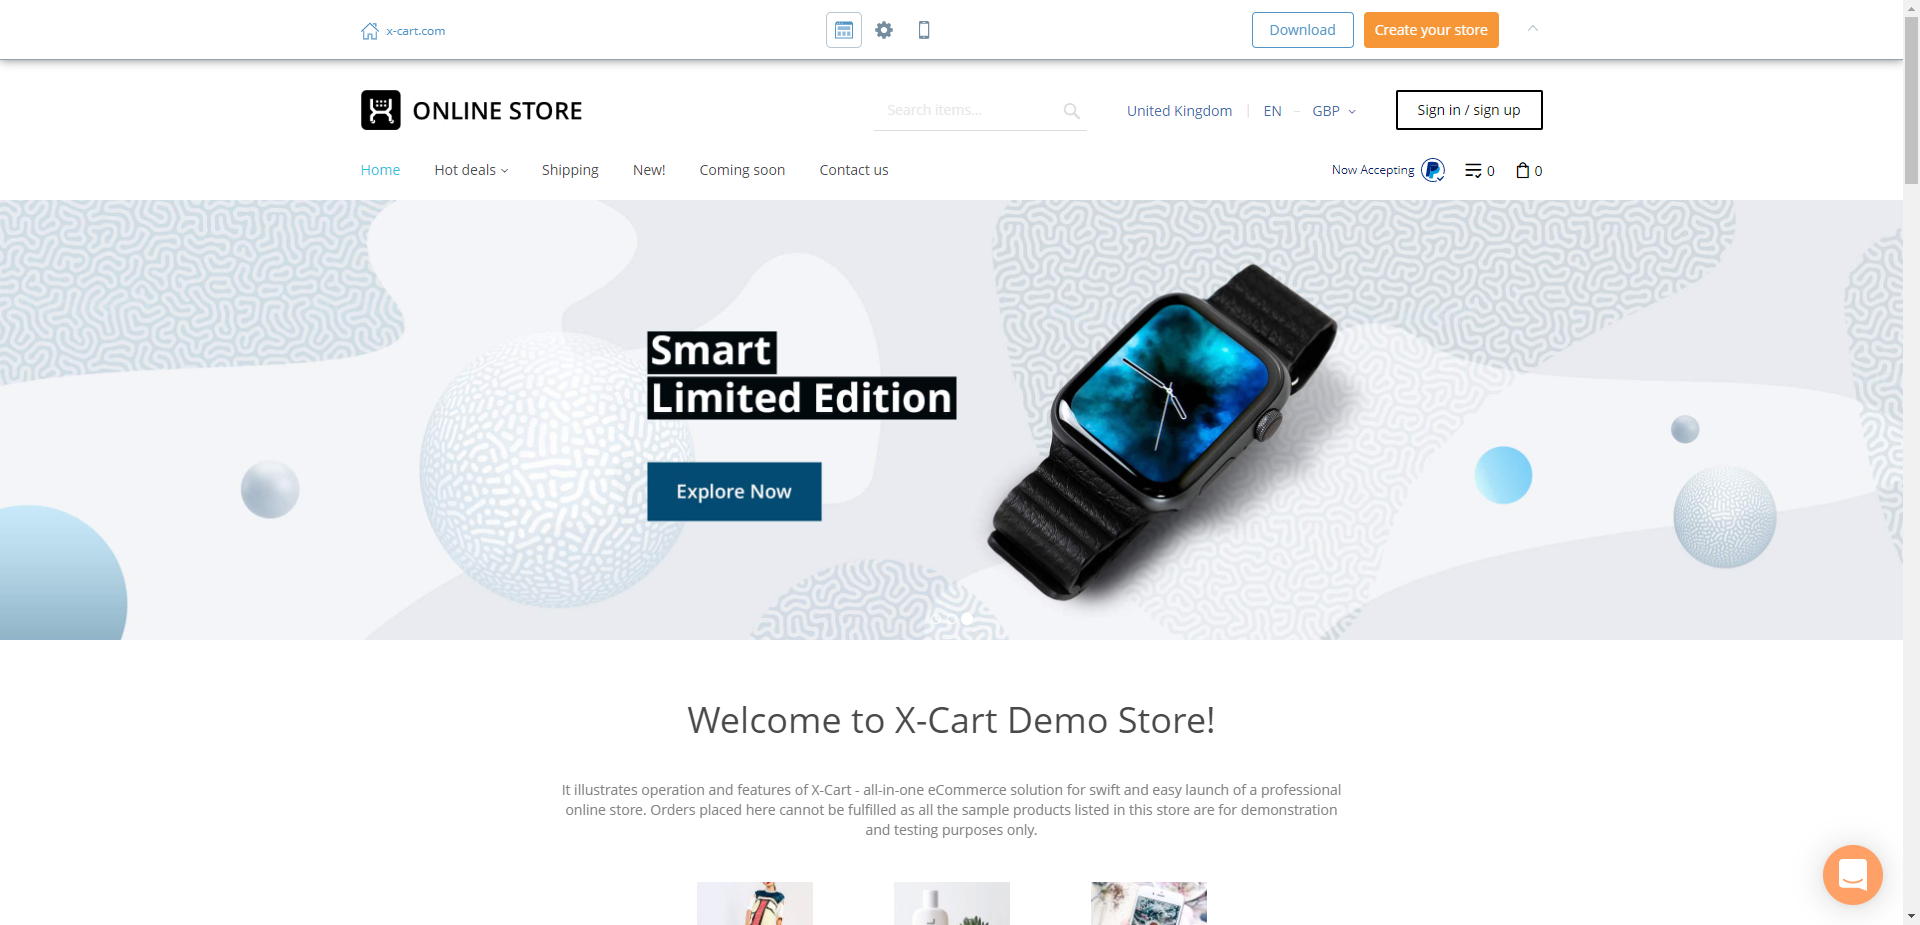 x-cart.com
Download
Create your store
ONLINE STORE
Search items...
United Kingdom
EN
GBP
Sign in / sign up
Home
Hot deals
Shipping
New!
Coming soon
Contact us
Now Accepting
0
0
Smart
Limited Edition
Explore Now
Welcome to X-Cart Demo Store!
It illustrates operation and features of X-Cart - all-in-one eCommerce solution for swift and easy launch of a professional
online store. Orders placed here cannot be fulfilled as all the sample products listed in this store are for demonstration
and testing purposes only.